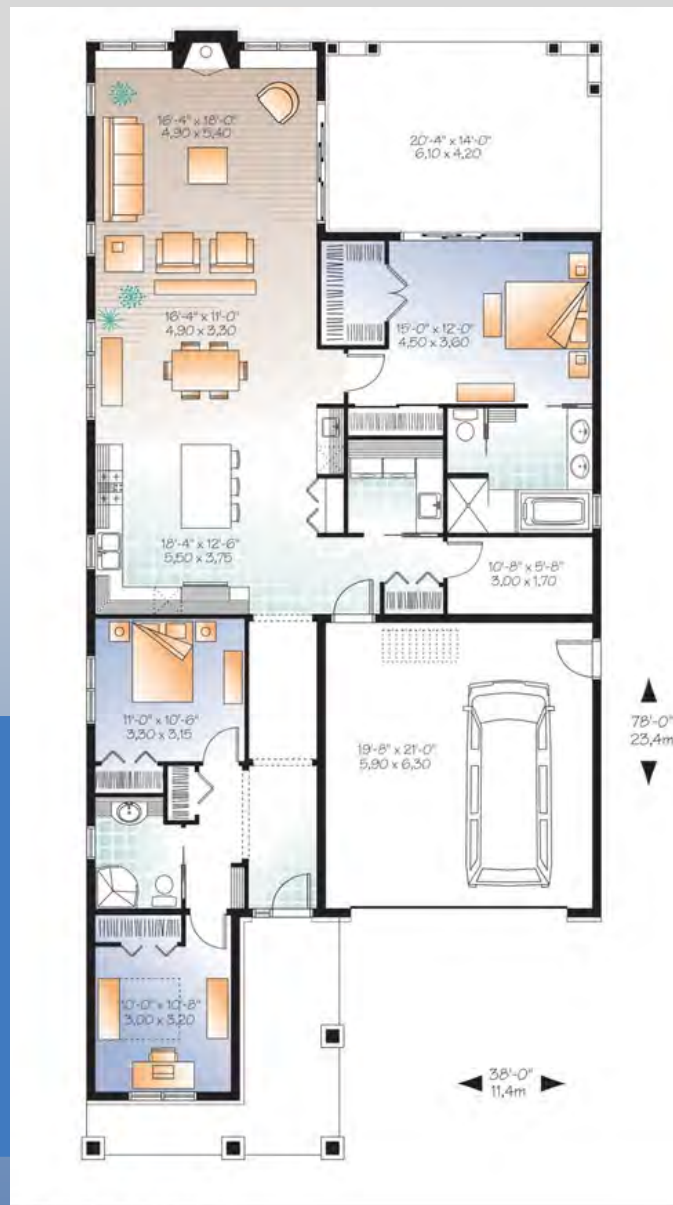 16'-4" x 18'-0"
4,90 x 5,40
20'-4" x 14'-0"
6,10 x 4,20
16'-4" x 11'-0"
4,90 x 3,30
15'-0" x 12'-0"
4,50 x 3,60
18'-4" x 12'-6"
5,50 x 3,75
10'-8" x 5'-8"
3,00 x 1,70
11'-0" x 10'-6"
3,30 x 3,15
19'-8" x 21'-0"
5,90 x 6,30
78'-0"
23,4m
10'-0" x 10'-8"
3,00 x 3,20
38'-0"
11,4m